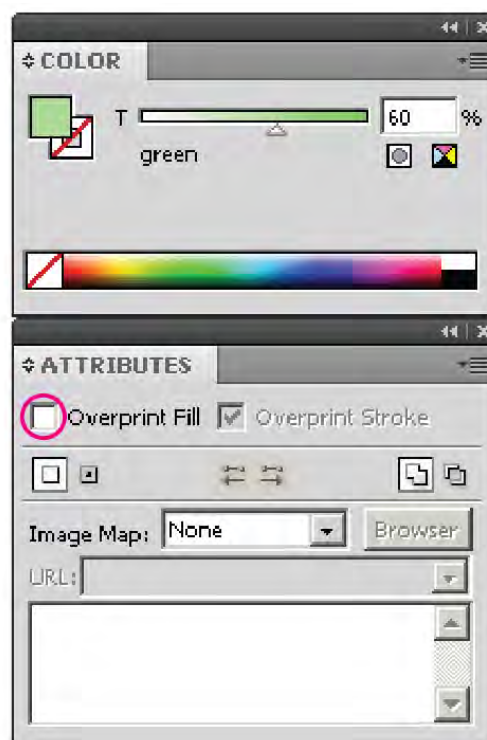 COLOR
T 60 %
green
ATTRIBUTES
Overprint Fill Overprint Stroke
Image Map: None Browser
URL: